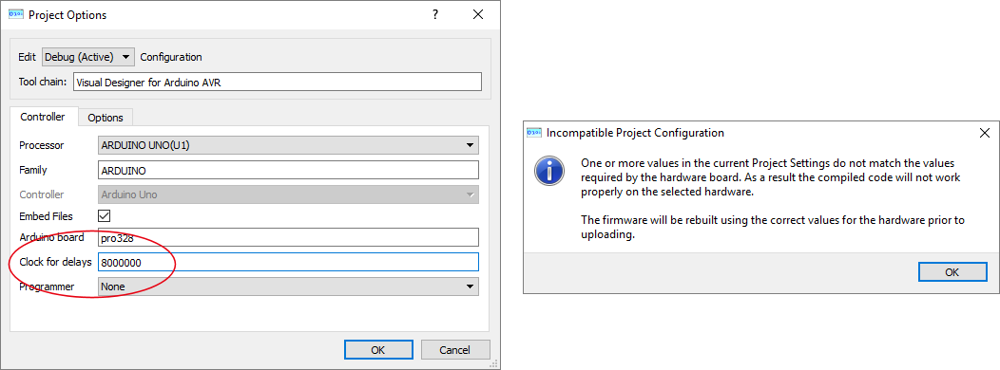 Project Options
Edit Debug (Active) Configuration
Tool chain: Visual Designer for Arduino AVR
Controller Options
Processor ARDUINO UNO(U1)
Family ARDUINO
Controller Arduino Uno
Embed Files
Arduino board pro328
Clock for delays 8000000
Programmer None
OK Cancel
Incompatible Project Configuration
One or more values in the current Project Settings do not match the values
required by the hardware board. As a result the compiled code will not work
properly on the selected hardware.
The firmware will be rebuilt using the correct values for the hardware prior to
uploading.
OK